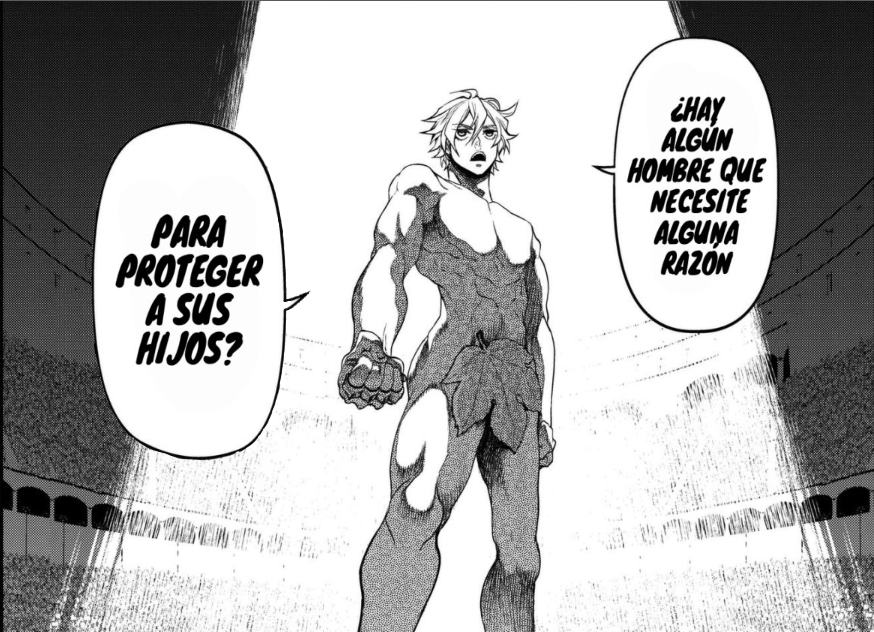 ¿HAY
ALGÚN
HOMBRE QUE
NECESITE
ALGUNA
RAZÓN
PARA
PROTEGER
A SUS
HIJOS?